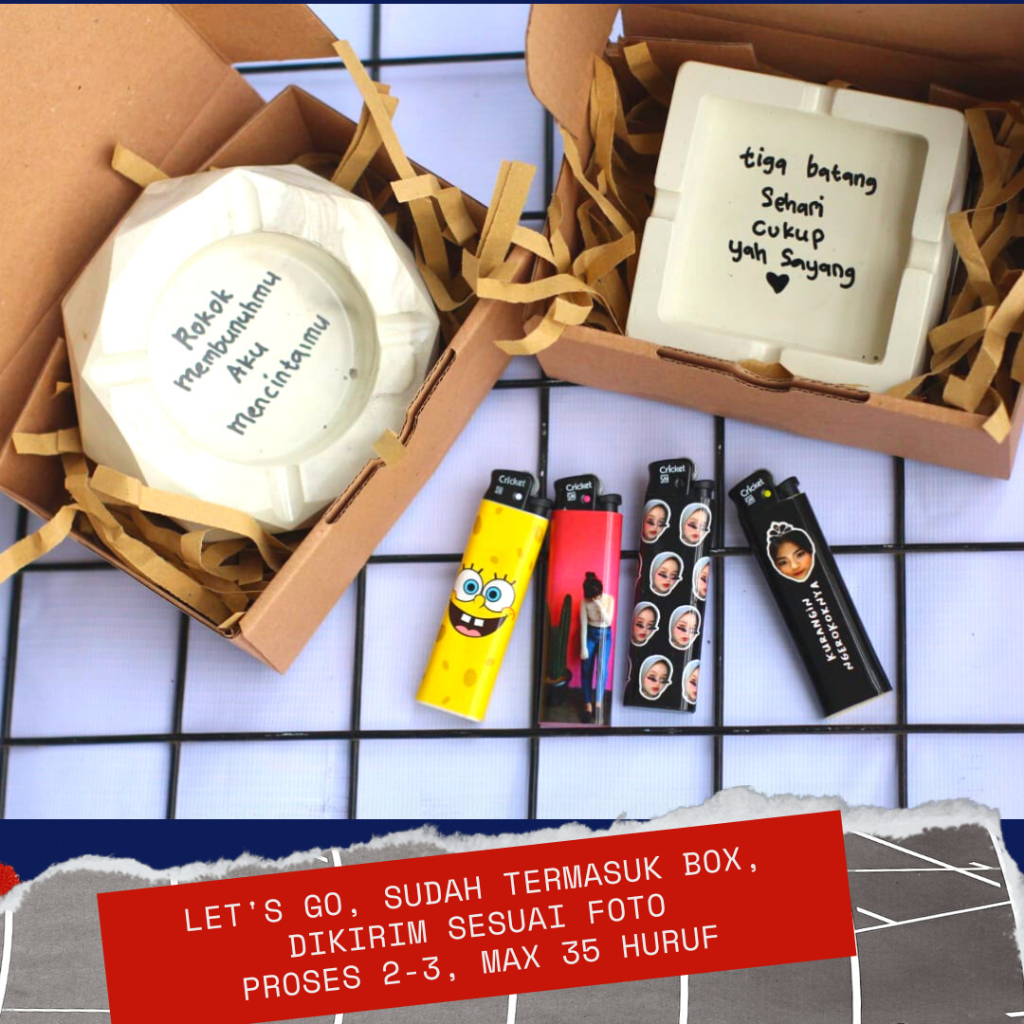 Rokok
membunuhmu
Aku
mencintaimu
tiga batang
Sehari
cukup
yah Sayang
Cricket
Cricket
Cricket
Cricket
KURANGIN
NGEROKOKNYA
LET'S GO, SUDAH TERMASUK BOX,
DIKIRIM SESUAI FOTO
PROSES 2-3, MAX 35 HURUF